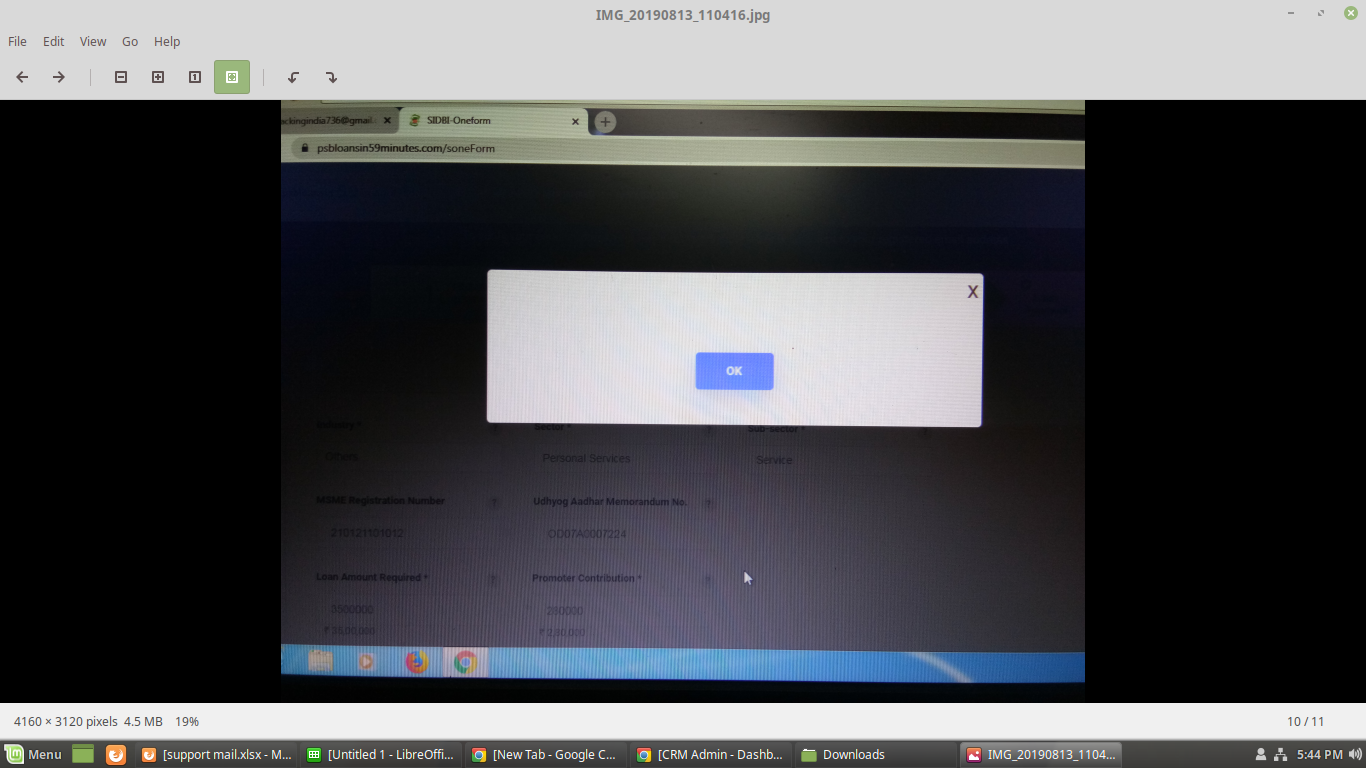 IMG_20190813_110416.jpg
File Edit View Go Help
ackingindia736@gmail. x SIDBI-Oneform x +
psbloansin59minutes.com/soneForm
X
OK
Industry * Sector * Sub-sector *
Others Personal Services Service
MSME Registration Number ? Udhyog Aadhar Memorandum No. ?
210121101012 OD07A0007224
Loan Amount Required * ? Promoter Contribution * ?
3500000 280000
₹ 35,00,000 ₹ 2,80,000
4160 × 3120 pixels 4.5 MB 19% 10 / 11
Menu [support mail.xlsx - M... [Untitled 1 - LibreOffi... [New Tab - Google C... [CRM Admin - Dashb... Downloads IMG_20190813_1104... 5:44 PM